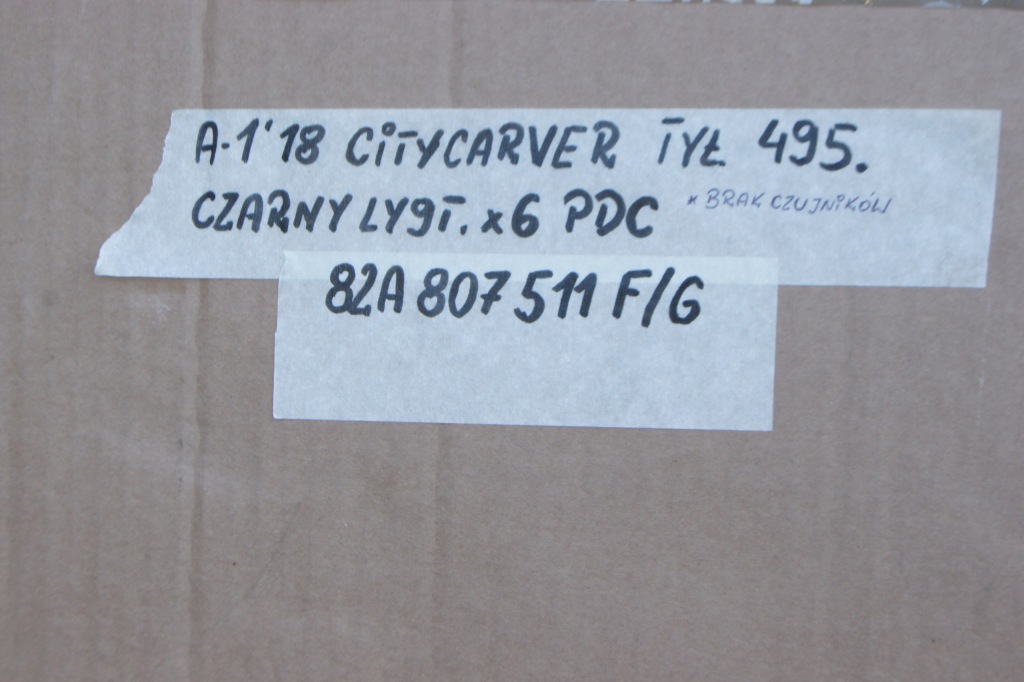 A-1'18 CiTYCARVER TYŁ 495.
CZARNY LY9T. x6 PDC * BRAK CZUJNiKÓW
82A 807 511 F/G